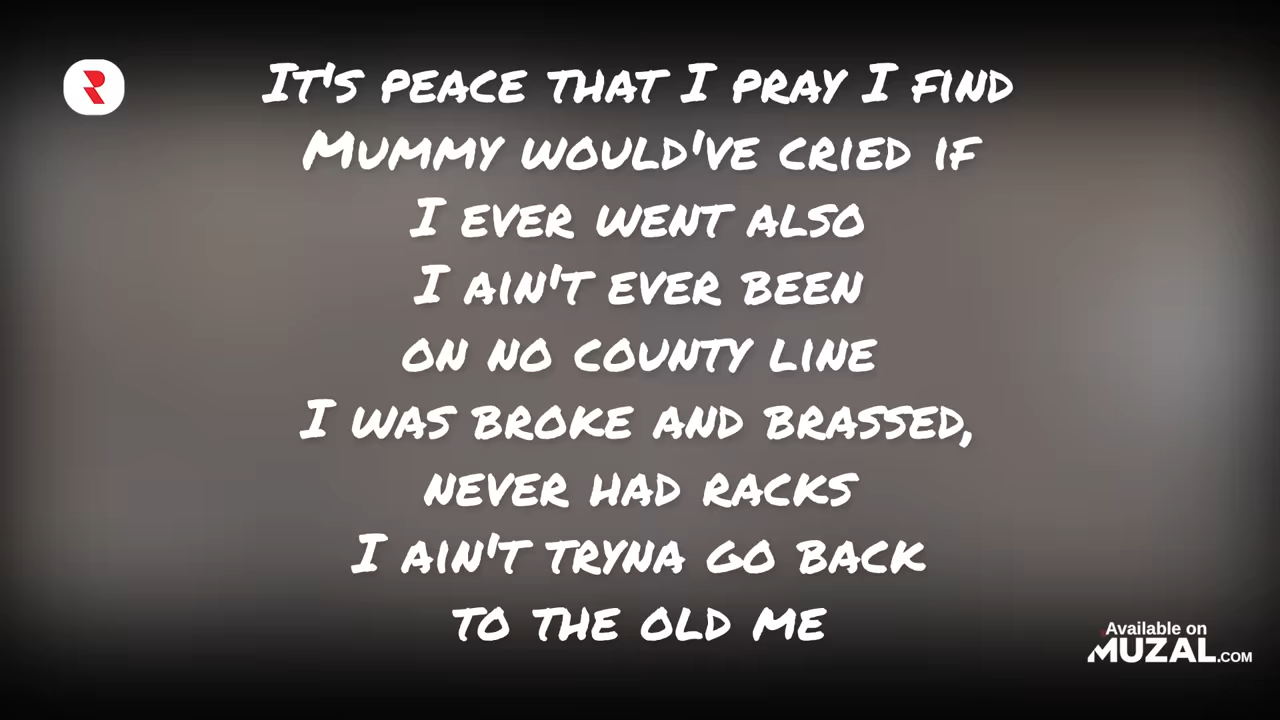 It's peace that I pray I find
Mummy would've cried if
I ever went also
I ain't ever been
on no county line
I was broke and brassed,
never had racks
I ain't tryna go back
to the old me
R
Available on
MUZAL.COM